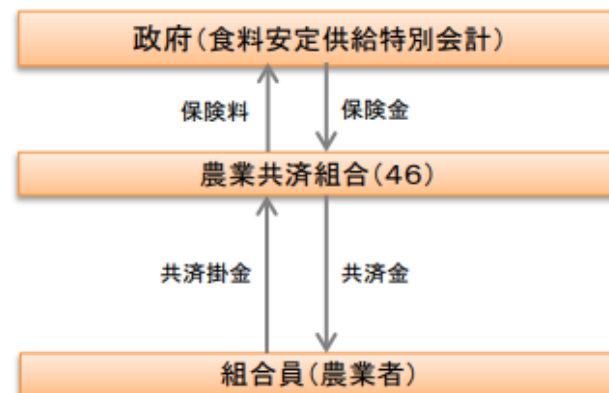 政府(食料安定供給特別会計)
保険料
保険金
農業共済組合(46)
共済掛金
共済金
組合員(農業者)